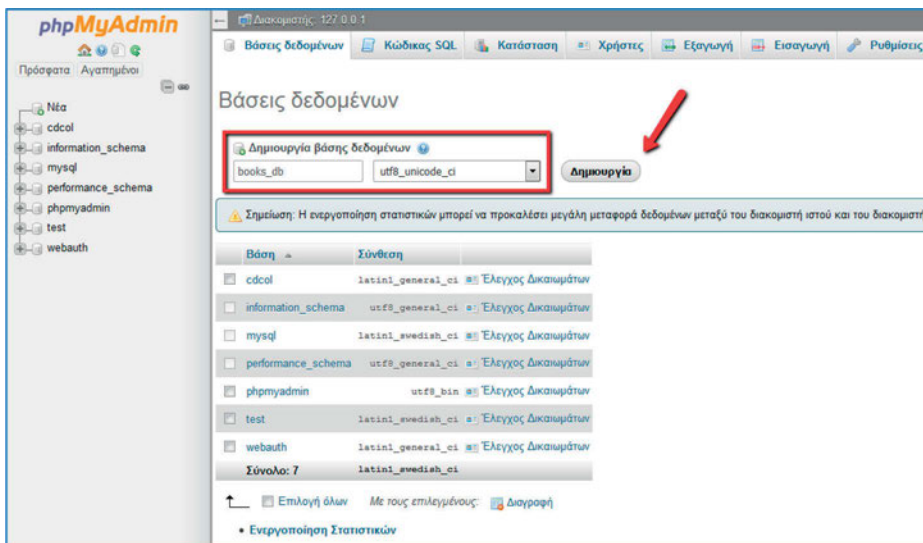 phpMyAdmin
Πρόσφατα Αγαπημένοι
Νέα
cdcol
information_schema
mysql
performance_schema
phpmyadmin
test
webauth
Διακομιστής: 127.0.0.1
Βάσεις δεδομένων Κώδικας SQL Κατάσταση Χρήστες Εξαγωγή Εισαγωγή Ρυθμίσεις
Βάσεις δεδομένων
Δημιουργία βάσης δεδομένων
books_db utf8_unicode_ci Δημιουργία
Σημείωση: Η ενεργοποίηση στατιστικών μπορεί να προκαλέσει μεγάλη μεταφορά δεδομένων μεταξύ του διακομιστή ιστού και του διακομιστή
Βάση Σύνθεση
cdcol latin1_general_ci Έλεγχος Δικαιωμάτων
information_schema utf8_general_ci Έλεγχος Δικαιωμάτων
mysql latin1_swedish_ci Έλεγχος Δικαιωμάτων
performance_schema utf8_general_ci Έλεγχος Δικαιωμάτων
phpmyadmin utf8_bin Έλεγχος Δικαιωμάτων
test latin1_swedish_ci Έλεγχος Δικαιωμάτων
webauth latin1_general_ci Έλεγχος Δικαιωμάτων
Σύνολο: 7 latin1_swedish_ci
Επιλογή όλων Με τους επιλεγμένους: Διαγραφή
• Ενεργοποίηση Στατιστικών